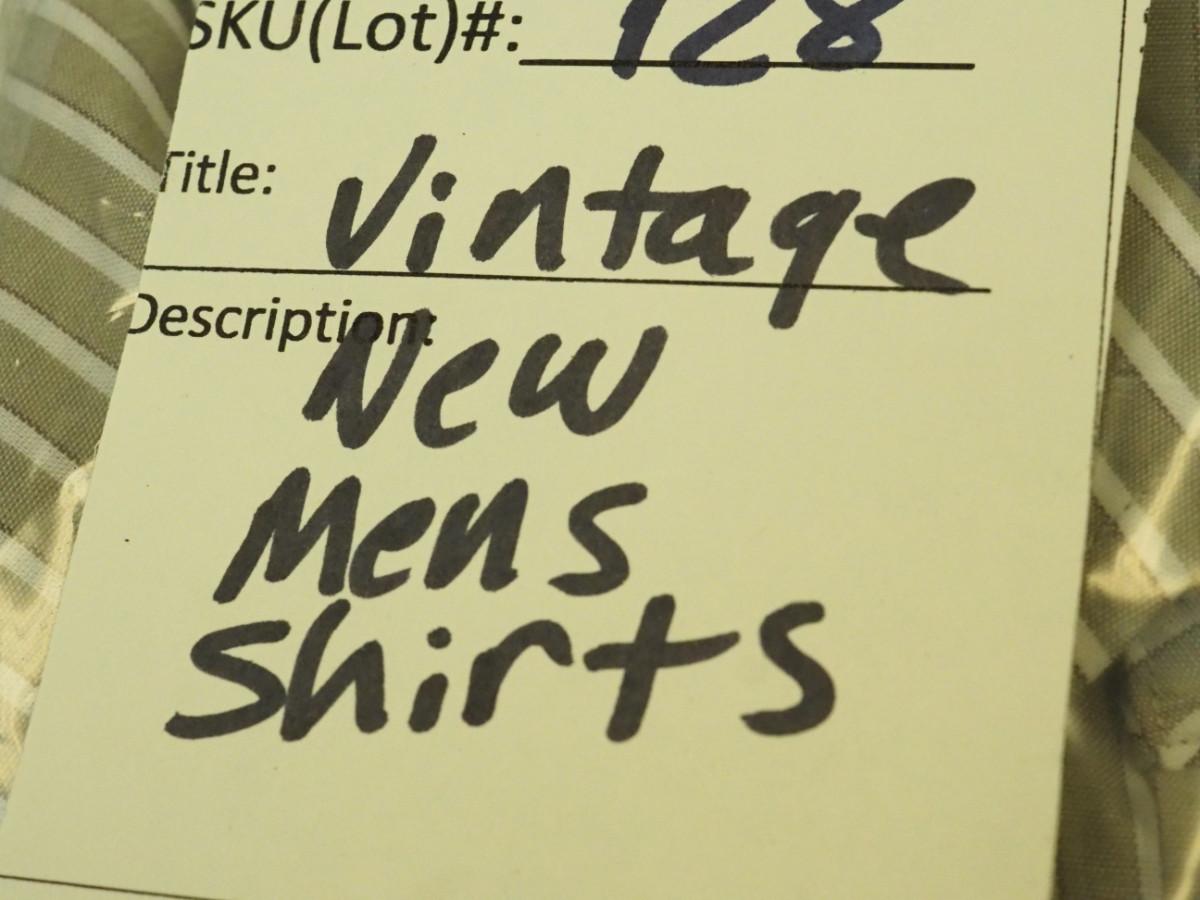 SKU(Lot)#: 128
Title: Vintage
Description:
New
Mens
Shirts